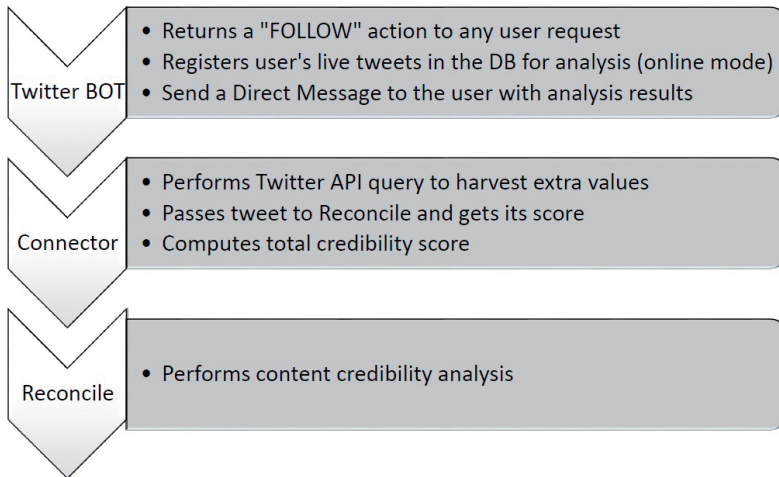 Twitter BOT
• Returns a "FOLLOW" action to any user request
• Registers user's live tweets in the DB for analysis (online mode)
• Send a Direct Message to the user with analysis results
Connector
• Performs Twitter API query to harvest extra values
• Passes tweet to Reconcile and gets its score
• Computes total credibility score
Reconcile
• Performs content credibility analysis